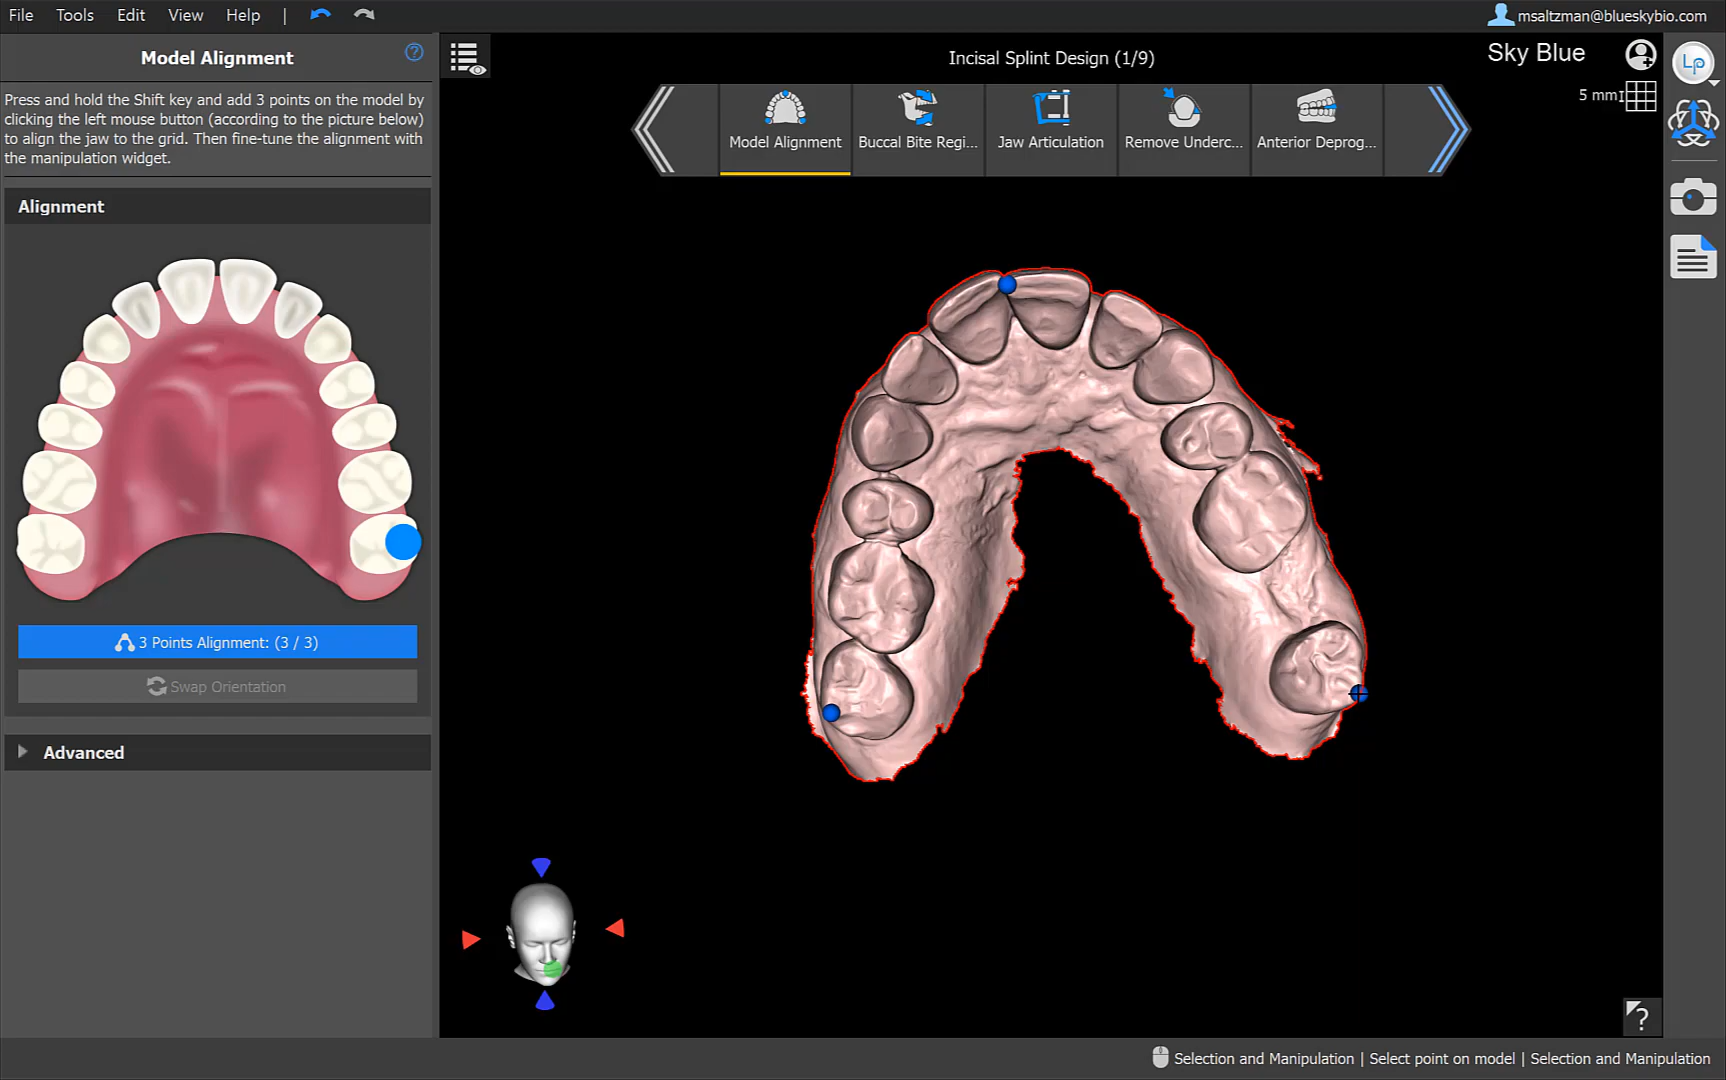 File Tools Edit View Help
msaltzman@blueskybio.com
Model Alignment
?
Press and hold the Shift key and add 3 points on the model by
clicking the left mouse button (according to the picture below)
to align the jaw to the grid. Then fine-tune the alignment with
the manipulation widget.
Alignment
3 Points Alignment: (3 / 3)
Swap Orientation
Advanced
Incisal Splint Design (1/9)
Sky Blue
5 mm
Model Alignment
Buccal Bite Regi...
Jaw Articulation
Remove Underc...
Anterior Deprog...
Lp
?
Selection and Manipulation | Select point on model | Selection and Manipulation